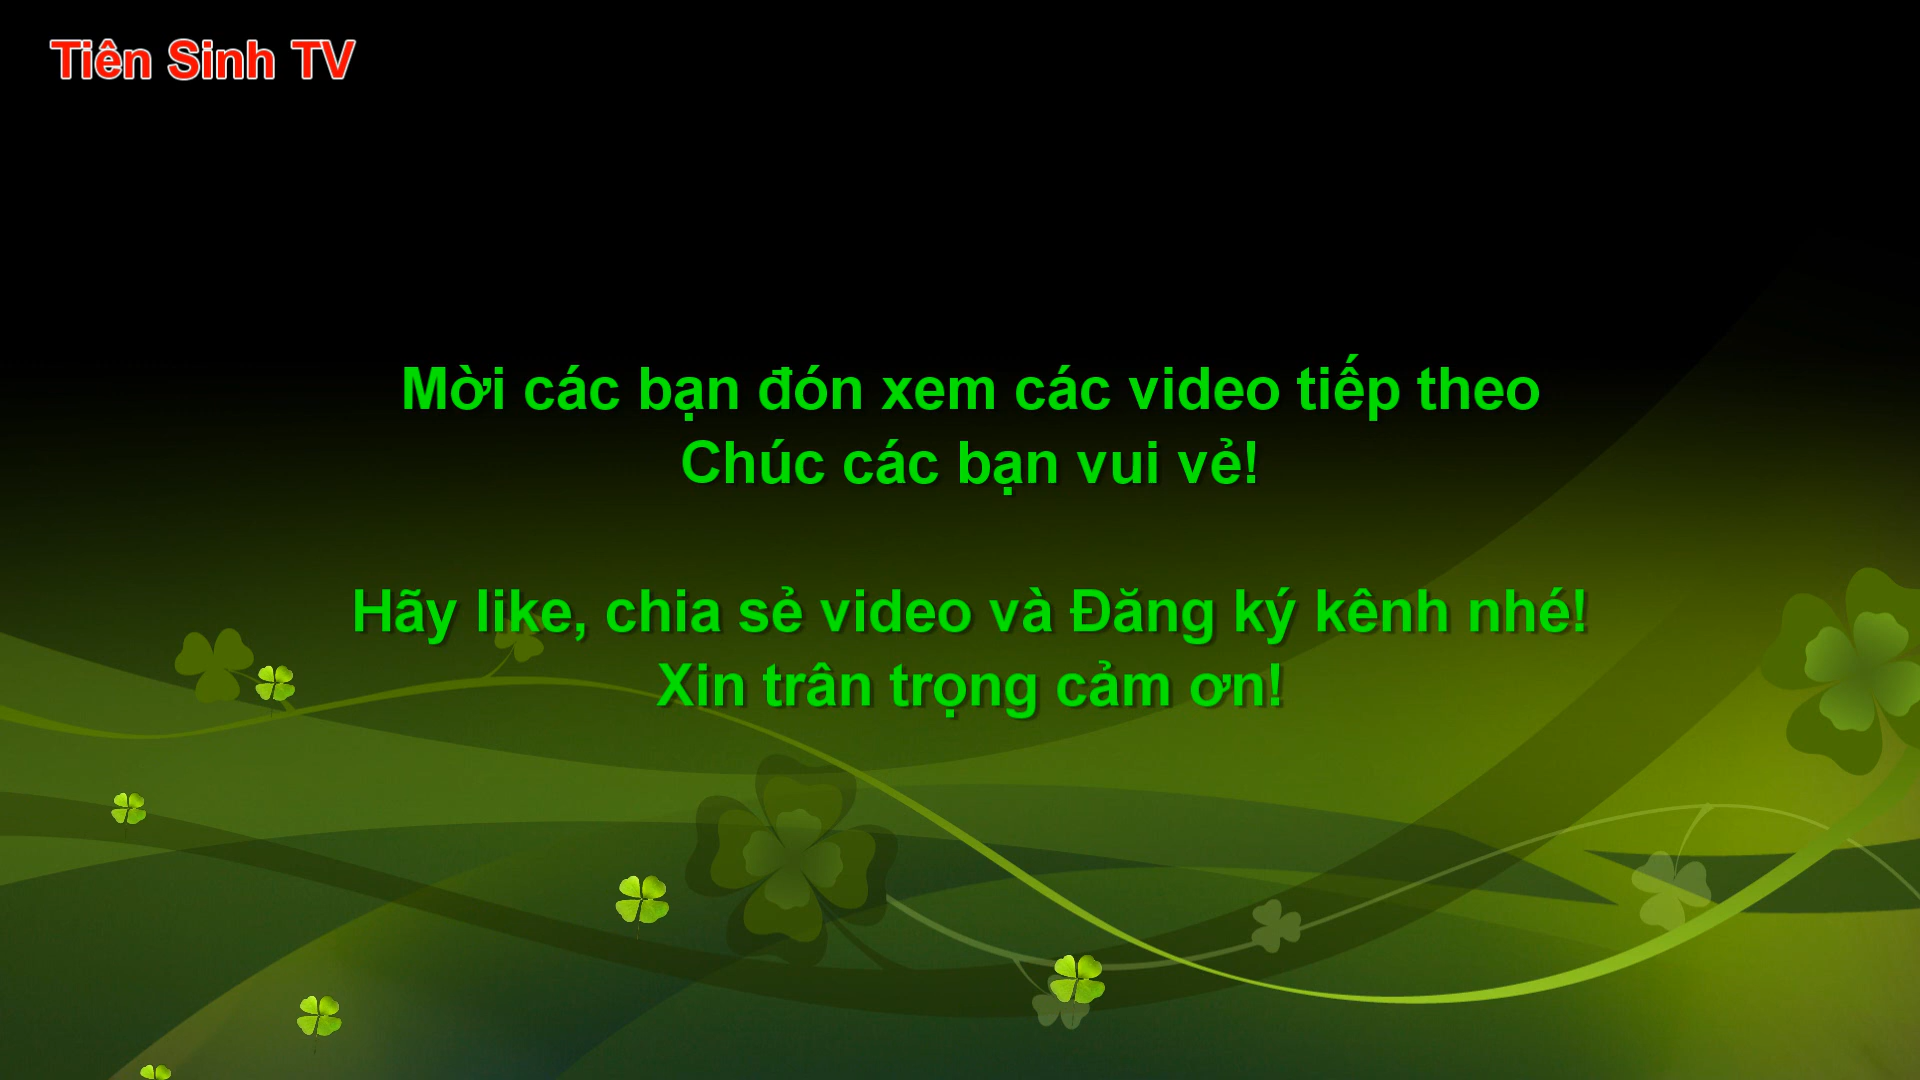 Tiên Sinh TV
Mời các bạn đón xem các video tiếp theo
Chúc các bạn vui vẻ!
Hãy like, chia sẻ video và Đăng ký kênh nhé!
Xin trân trọng cảm ơn!